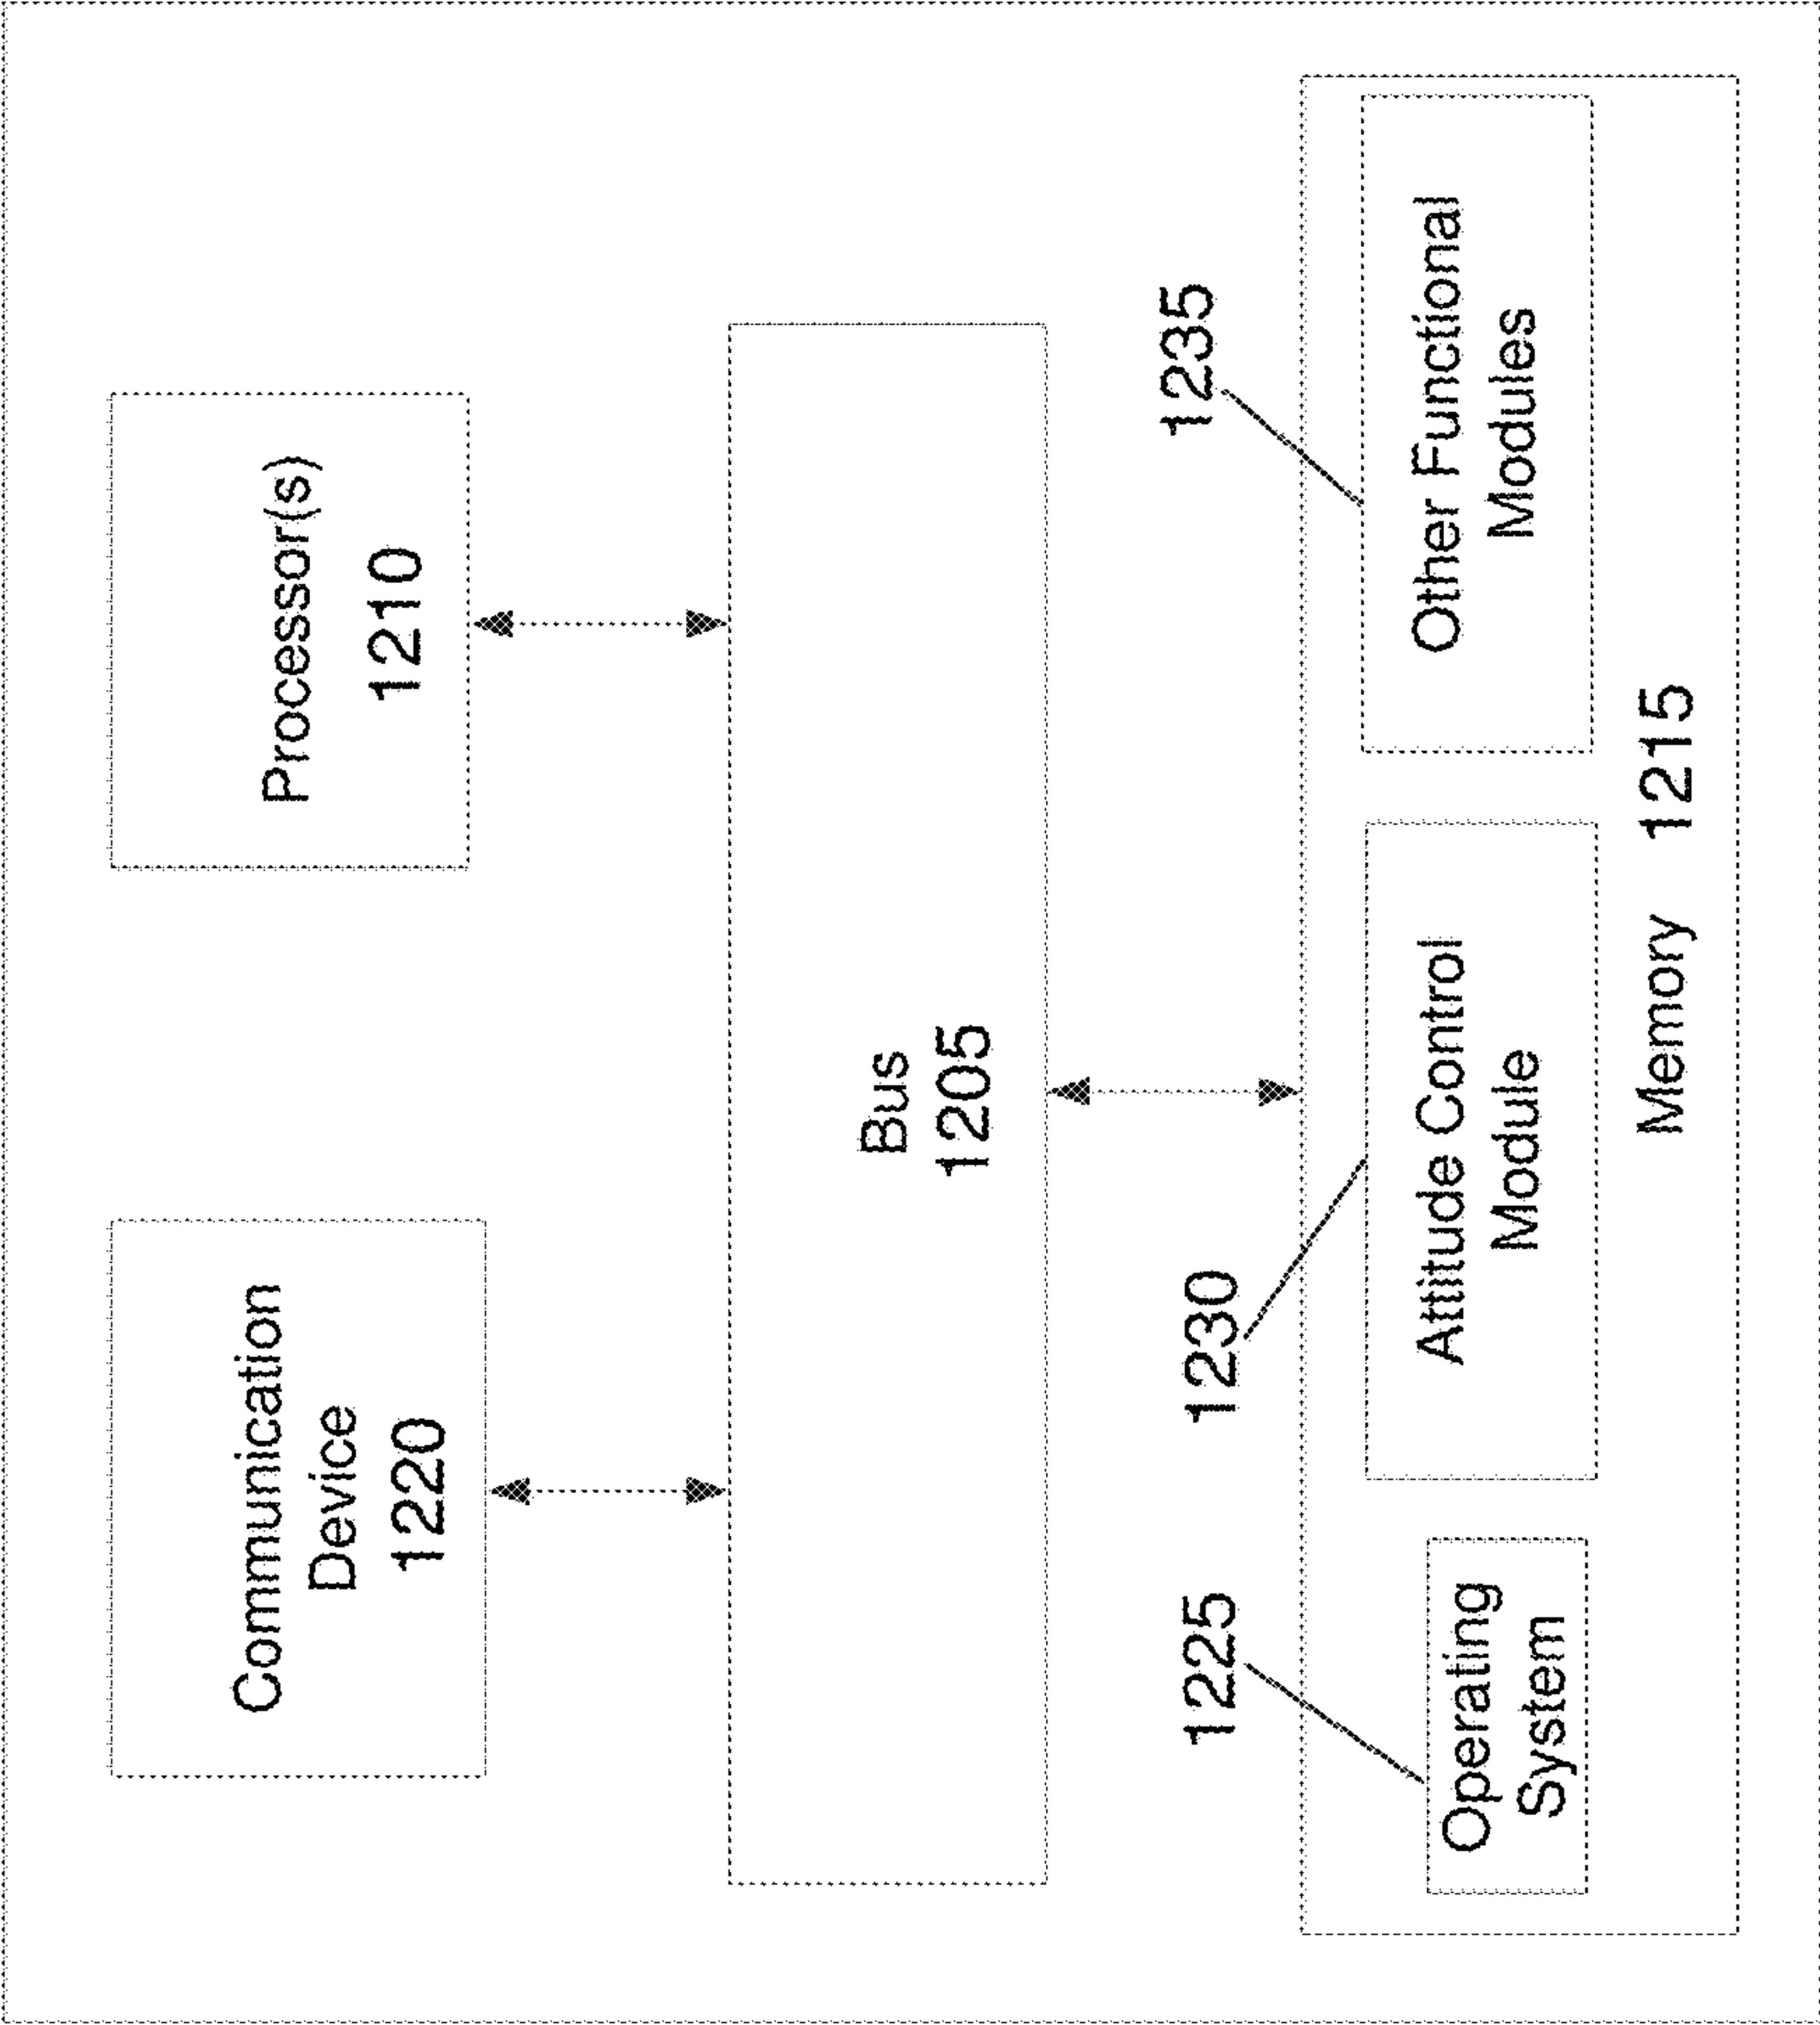 Communication
Device
1220
Processor(s)
1210
Bus
1205
1225
1230
1235
Operating
System
Attitude Control
Module
Other Functional
Modules
Memory 1215